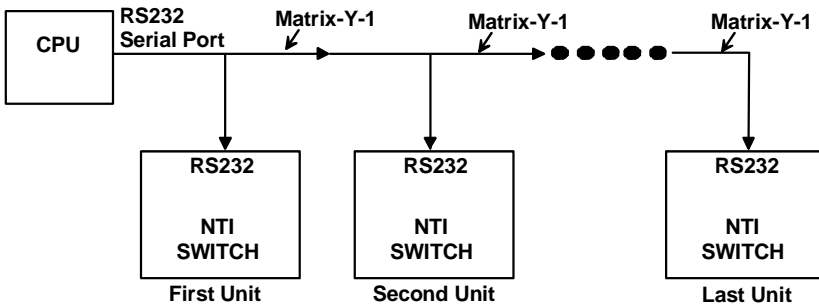 CPU
RS232
Serial Port
Matrix-Y-1
Matrix-Y-1
Matrix-Y-1
RS232
NTI
SWITCH
First Unit
RS232
NTI
SWITCH
Second Unit
RS232
NTI
SWITCH
Last Unit